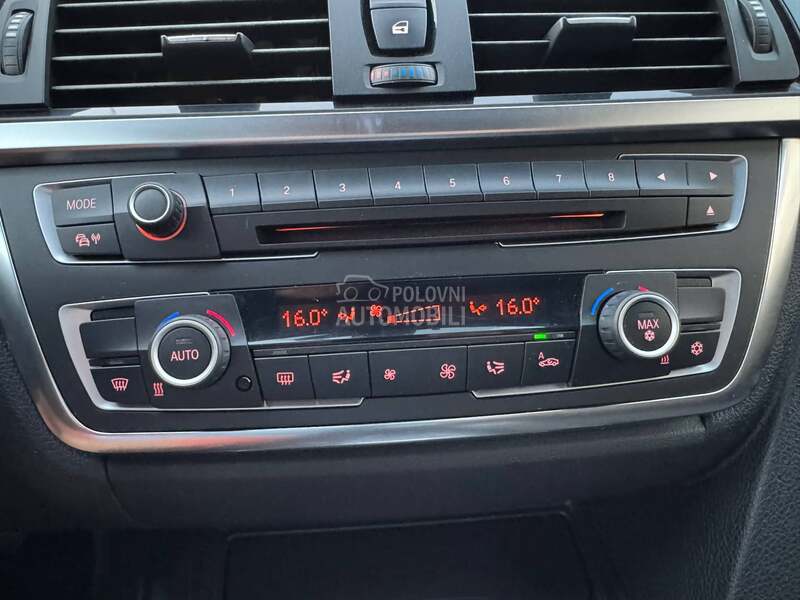 MODE
1 2 3 4 5 6 7 8
16.0°
16.0°
POLOVNI
AUTOMOBILI
AUTO
MAX
A